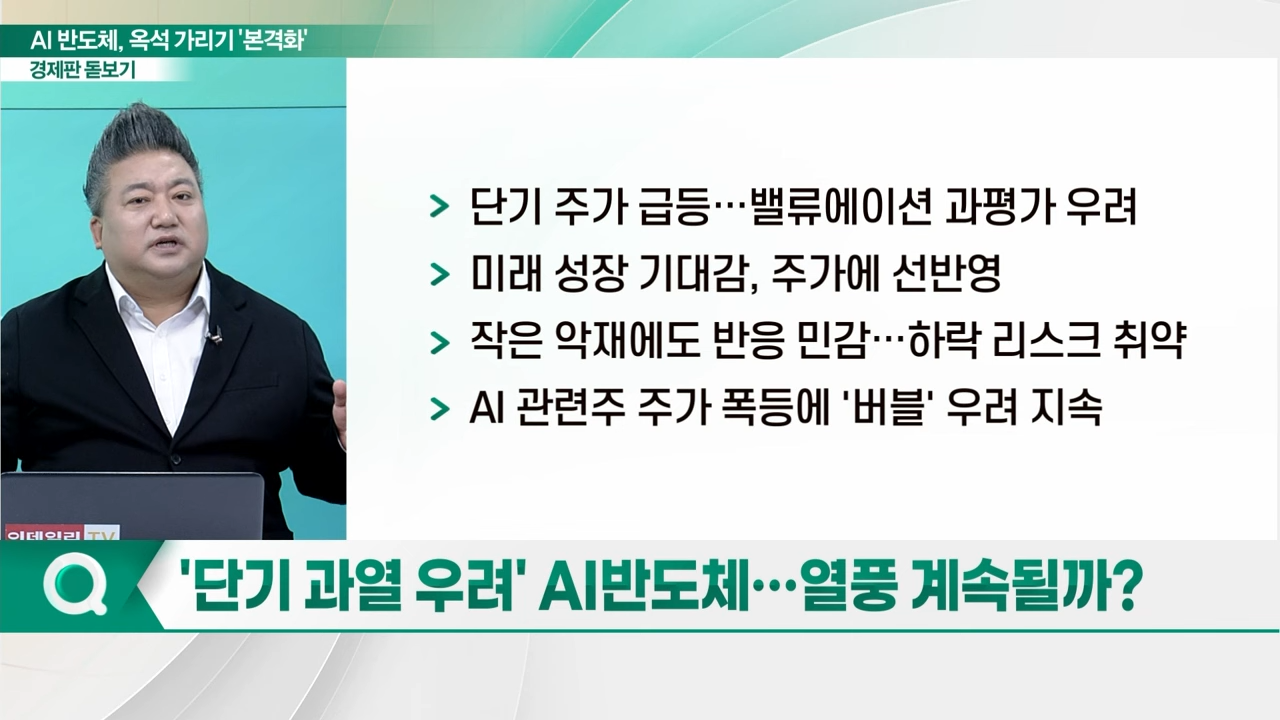 AI 반도체, 옥석 가리기 '본격화'
경제판 돋보기
> 단기 주가 급등…밸류에이션 과평가 우려
> 미래 성장 기대감, 주가에 선반영
> 작은 악재에도 반응 민감…하락 리스크 취약
> AI 관련주 주가 폭등에 '버블' 우려 지속
이데일리 TV
'단기 과열 우려' AI반도체…열풍 계속될까?